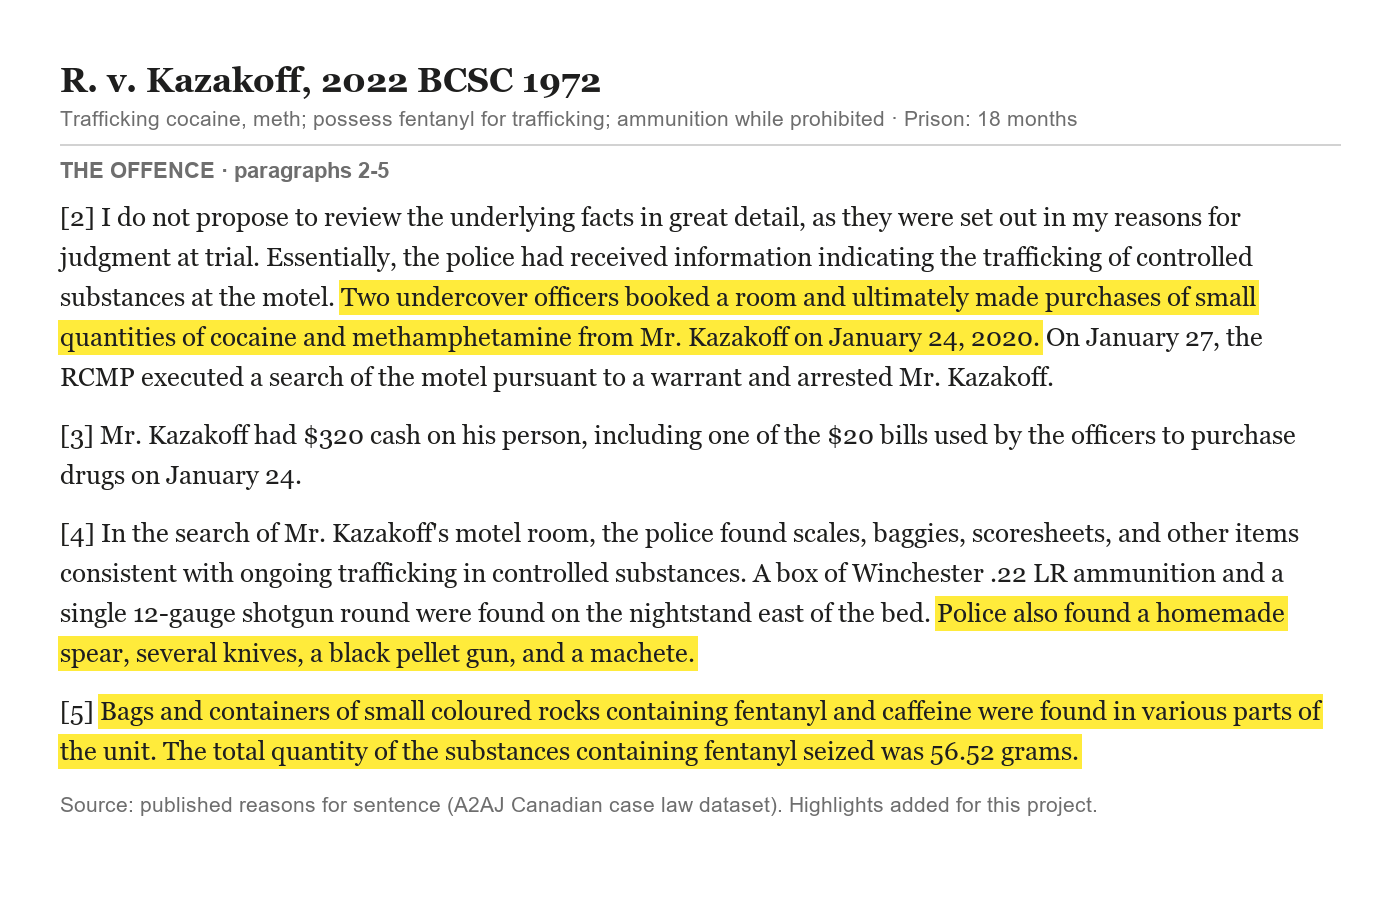 R. v. Kazakoff, 2022 BCSC 1972
Trafficking cocaine, meth; possess fentanyl for trafficking; ammunition while prohibited · Prison: 18 months
THE OFFENCE · paragraphs 2-5
[2] I do not propose to review the underlying facts in great detail, as they were set out in my reasons for
judgment at trial. Essentially, the police had received information indicating the trafficking of controlled
substances at the motel. Two undercover officers booked a room and ultimately made purchases of small
quantities of cocaine and methamphetamine from Mr. Kazakoff on January 24, 2020. On January 27, the
RCMP executed a search of the motel pursuant to a warrant and arrested Mr. Kazakoff.
[3] Mr. Kazakoff had $320 cash on his person, including one of the $20 bills used by the officers to purchase
drugs on January 24.
[4] In the search of Mr. Kazakoff's motel room, the police found scales, baggies, scoresheets, and other items
consistent with ongoing trafficking in controlled substances. A box of Winchester .22 LR ammunition and a
single 12-gauge shotgun round were found on the nightstand east of the bed. Police also found a homemade
spear, several knives, a black pellet gun, and a machete.
[5] Bags and containers of small coloured rocks containing fentanyl and caffeine were found in various parts of
the unit. The total quantity of the substances containing fentanyl seized was 56.52 grams.
Source: published reasons for sentence (A2AJ Canadian case law dataset). Highlights added for this project.